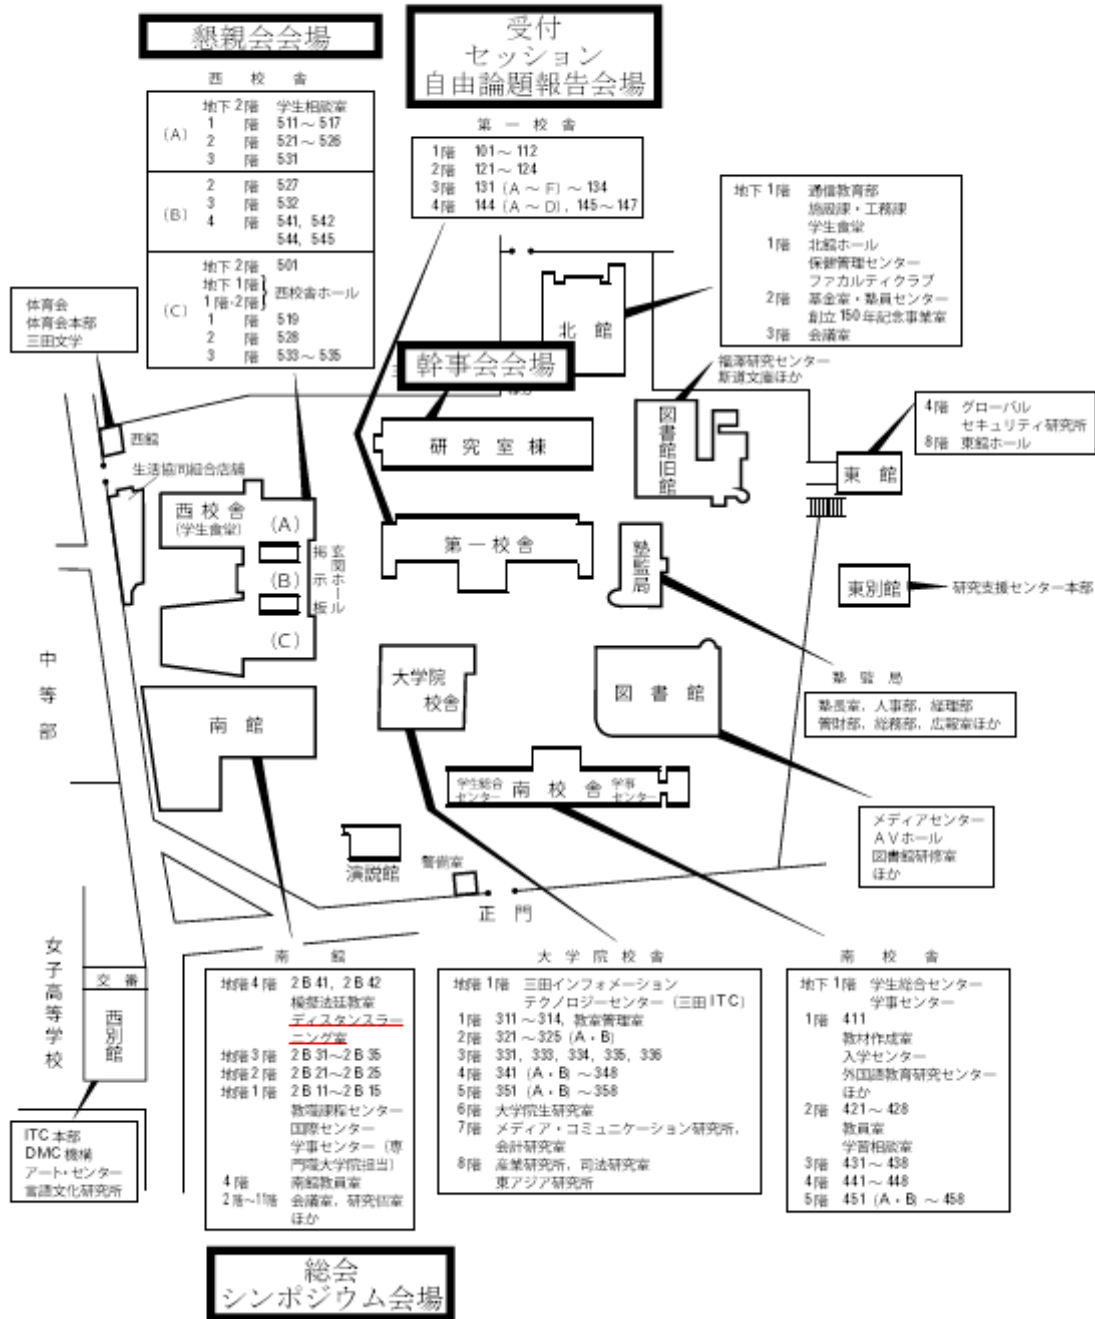 懇親会会場
受付
セッション
自由論題報告会場
西校舎
(A)
地下2階 学生相談室
1階 511～517
2階 521～526
3階 531
(B)
2階 527
3階 532
4階 541, 542
544, 545
(C)
地下2階 501
地下1階
1階-2階} 西校舎ホール
1階 519
2階 528
3階 533～535
第一校舎
1階 101～112
2階 121～124
3階 131 (A～F) ～134
4階 144 (A～D), 145～147
地下1階 通信教育部
施設課・工務課
学生食堂
1階 北館ホール
保健管理センター
ファカルティクラブ
2階 基金室・塾員センター
創立150年記念事業室
3階 会議室
体育会
体育会本部
三田文学
北館
幹事会会場
福澤研究センター
斯道文庫ほか
4階 グローバル
セキュリティ研究所
8階 東館ホール
西館
研究室棟
図書館旧館
東館
生活協同組合店舗
西校舎
(学生食堂)
(A)
(B)
(C)
玄関ホール
掲示板
第一校舎
塾監局
東別館
研究支援センター本部
中等部
大学院
校舎
図書館
塾監局
塾長室, 人事部, 経理部
管財部, 総務部, 広報室ほか
南館
学生総合
センター
南校舎
学事
センター
メディアセンター
AVホール
図書館研修室
ほか
演説館
警備室
正門
女子高等学校
交番
西別館
ITC本部
DMC機構
アート・センター
言語文化研究所
南館
地階4階 2B41, 2B42
模擬法廷教室
ディスタンスラー
ニング室
地階3階 2B31～2B35
地階2階 2B21～2B25
地階1階 2B11～2B15
教職課程センター
国際センター
学事センター (専
門職大学院担当)
4階 南館教員室
2階～11階 会議室, 研究個室
ほか
大学院校舎
地階1階 三田インフォメーション
テクノロジーセンター (三田ITC)
1階 311～314, 教室管理室
2階 321～325 (A・B)
3階 331, 333, 334, 335, 336
4階 341 (A・B) ～348
5階 351 (A・B) ～358
6階 大学院生研究室
7階 メディア・コミュニケーション研究所,
会計研究室
8階 産業研究所, 司法研究室
東アジア研究所
南校舎
地下1階 学生総合センター
学事センター
1階 411
教材作成室
入学センター
外国語教育研究センター
ほか
2階 421～428
教員室
学習相談室
3階 431～438
4階 441～448
5階 451 (A・B) ～458
総会
シンポジウム会場